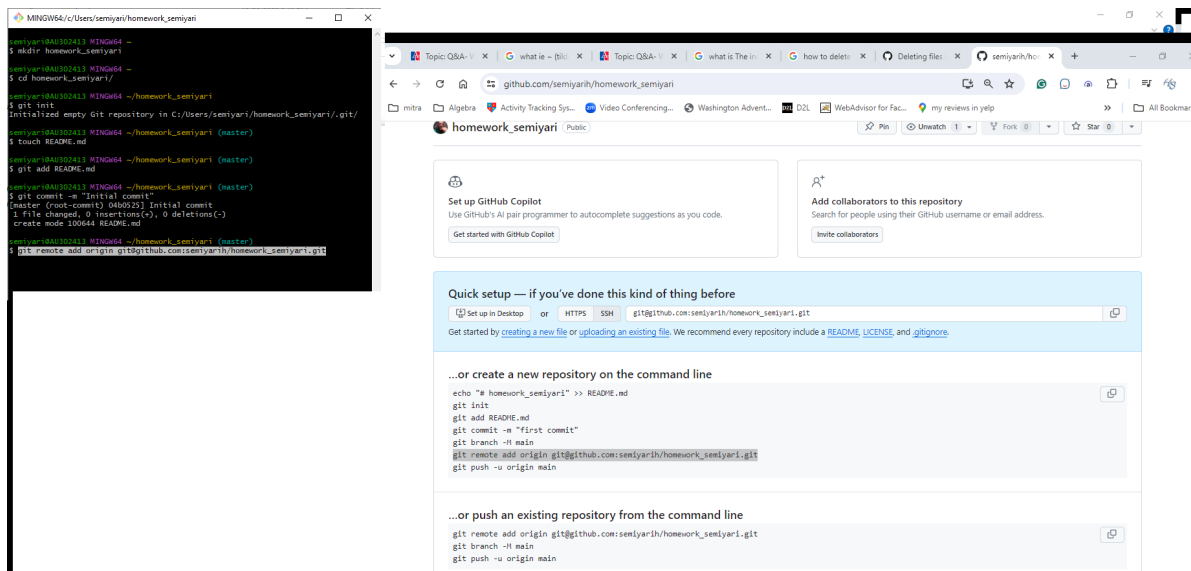 MINGW64:/c/Users/semiyari/homework_semiyari
semiyari@AU302413 MINGW64 ~
$ mkdir homework_semiyari
semiyari@AU302413 MINGW64 ~
$ cd homework_semiyari/
semiyari@AU302413 MINGW64 ~/homework_semiyari
$ git init
Initialized empty Git repository in C:/Users/semiyari/homework_semiyari/.git/
semiyari@AU302413 MINGW64 ~/homework_semiyari (master)
$ touch README.md
semiyari@AU302413 MINGW64 ~/homework_semiyari (master)
$ git add README.md
semiyari@AU302413 MINGW64 ~/homework_semiyari (master)
$ git commit -m "Initial commit"
[master (root-commit) 04b0525] Initial commit
1 file changed, 0 insertions(+), 0 deletions(-)
create mode 100644 README.md
semiyari@AU302413 MINGW64 ~/homework_semiyari (master)
$ git remote add origin git@github.com:semiyarih/homework_semiyari.git
Topic: Q&A- V
what ie ~ (tild
Topic: Q&A- V
what is The in
how to delete
Deleting files
semiyarih/ho
github.com/semiyarih/homework_semiyari
mitra
Algebra
Activity Tracking Sys...
Video Conferencing...
Washington Advent...
D2L
WebAdvisor for Fac...
my reviews in yelp
»
All Bookmar
homework_semiyari Public
Pin
Unwatch 1
Fork 0
Star 0
Set up GitHub Copilot
Use GitHub's AI pair programmer to autocomplete suggestions as you code.
Get started with GitHub Copilot
Add collaborators to this repository
Search for people using their GitHub username or email address.
Invite collaborators
Quick setup — if you've done this kind of thing before
Set up in Desktop or HTTPS SSH git@github.com:semiyarih/homework_semiyari.git
Get started by creating a new file or uploading an existing file. We recommend every repository include a README, LICENSE, and .gitignore.
...or create a new repository on the command line
echo "# homework_semiyari" >> README.md
git init
git add README.md
git commit -m "first commit"
git branch -M main
git remote add origin git@github.com:semiyarih/homework_semiyari.git
git push -u origin main
...or push an existing repository from the command line
git remote add origin git@github.com:semiyarih/homework_semiyari.git
git branch -M main
git push -u origin main